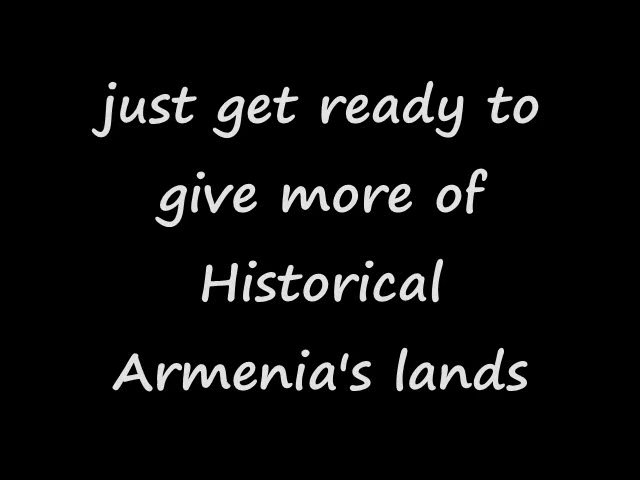 just get ready to
give more of
Historical
Armenia's lands